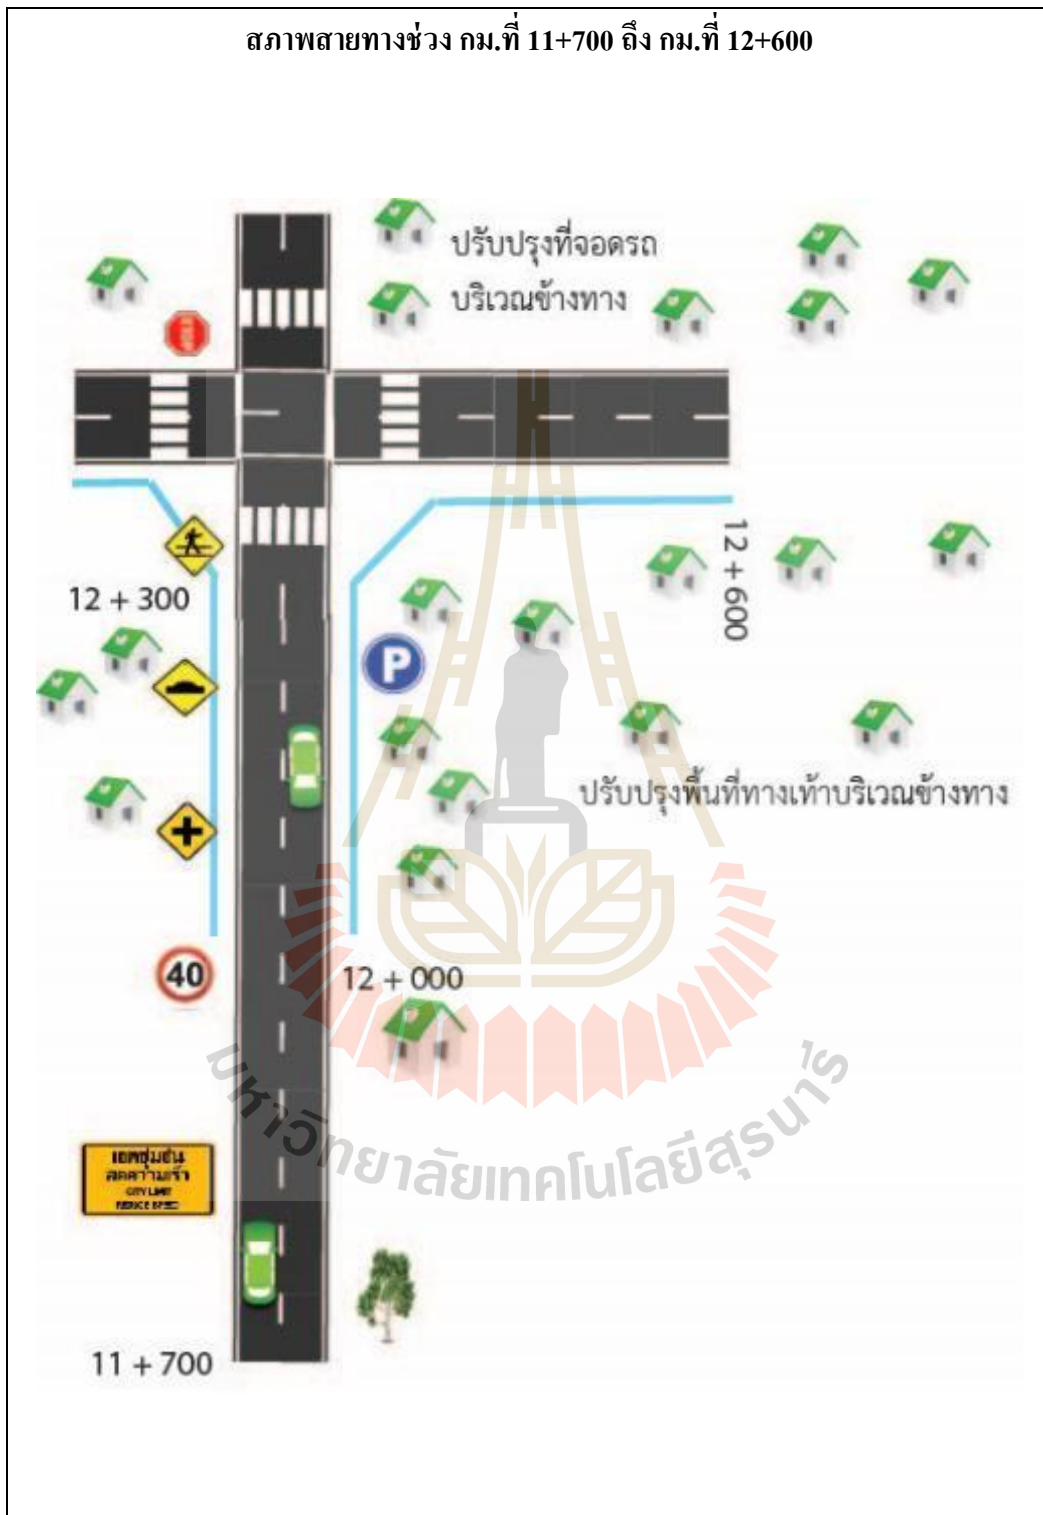 สภาพสายทางช่วง กม.ที่ 11+700 ถึง กม.ที่ 12+600
ปรับปรุงที่จอดรถ
บริเวณข้างทาง
12 + 300
12 + 600
P
ปรับปรุงพื้นที่ทางเท้าบริเวณข้างทาง
40
12 + 000
มหาวิทยาลัยเทคโนโลยีสุรนารี
เขตชุมชน
ลดความเร็ว
CITY LIMIT
REDUCE SPEED
11 + 700